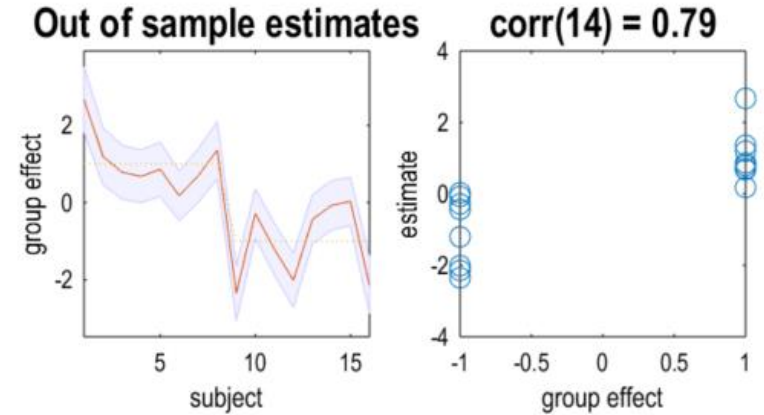 Out of sample estimates
group effect
2
0
-2
5
10
15
subject
corr(14) = 0.79
estimate
4
2
0
-2
-4
-1
-0.5
0
0.5
1
group effect